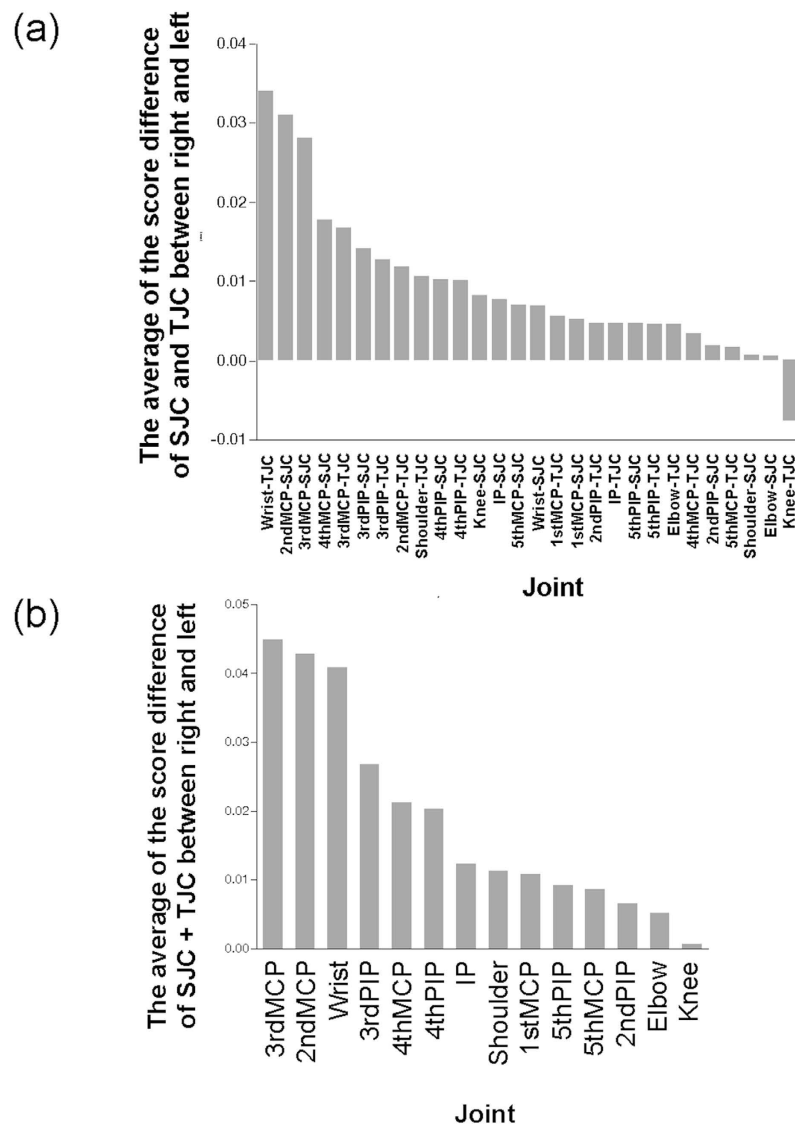 (a)
The average of the score difference
of SJC and TJC between right and left
0.04
0.03
0.02
0.01
0.00
-0.01
Wrist-TJC
2ndMCP-SJC
3rdMCP-SJC
4thMCP-SJC
3rdMCP-TJC
3rdPIP-SJC
3rdPIP-TJC
2ndMCP-TJC
Shoulder-TJC
4thPIP-SJC
4thPIP-TJC
Knee-SJC
IP-SJC
5thMCP-SJC
Wrist-SJC
1stMCP-TJC
1stMCP-SJC
2ndPIP-TJC
IP-TJC
5thPIP-SJC
5thPIP-TJC
Elbow-TJC
4thMCP-TJC
2ndPIP-SJC
5thMCP-TJC
Shoulder-SJC
Elbow-SJC
Knee-TJC
Joint
(b)
The average of the score difference
of SJC + TJC between right and left
0.05
0.04
0.03
0.02
0.01
0.00
3rdMCP
2ndMCP
Wrist
3rdPIP
4thMCP
4thPIP
IP
Shoulder
1stMCP
5thPIP
5thMCP
2ndPIP
Elbow
Knee
Joint